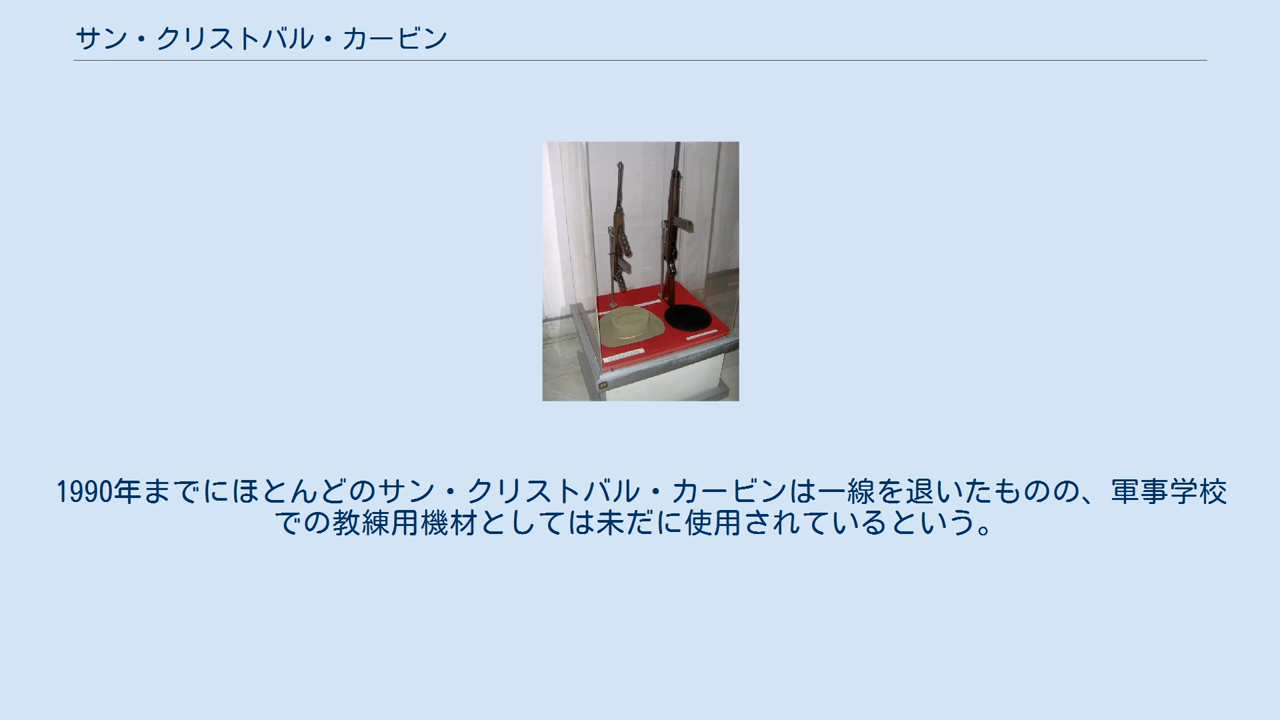 サン・クリストバル・カービン
1990年までにほとんどのサン・クリストバル・カービンは一線を退いたものの、軍事学校
での教練用機材としては未だに使用されているという。